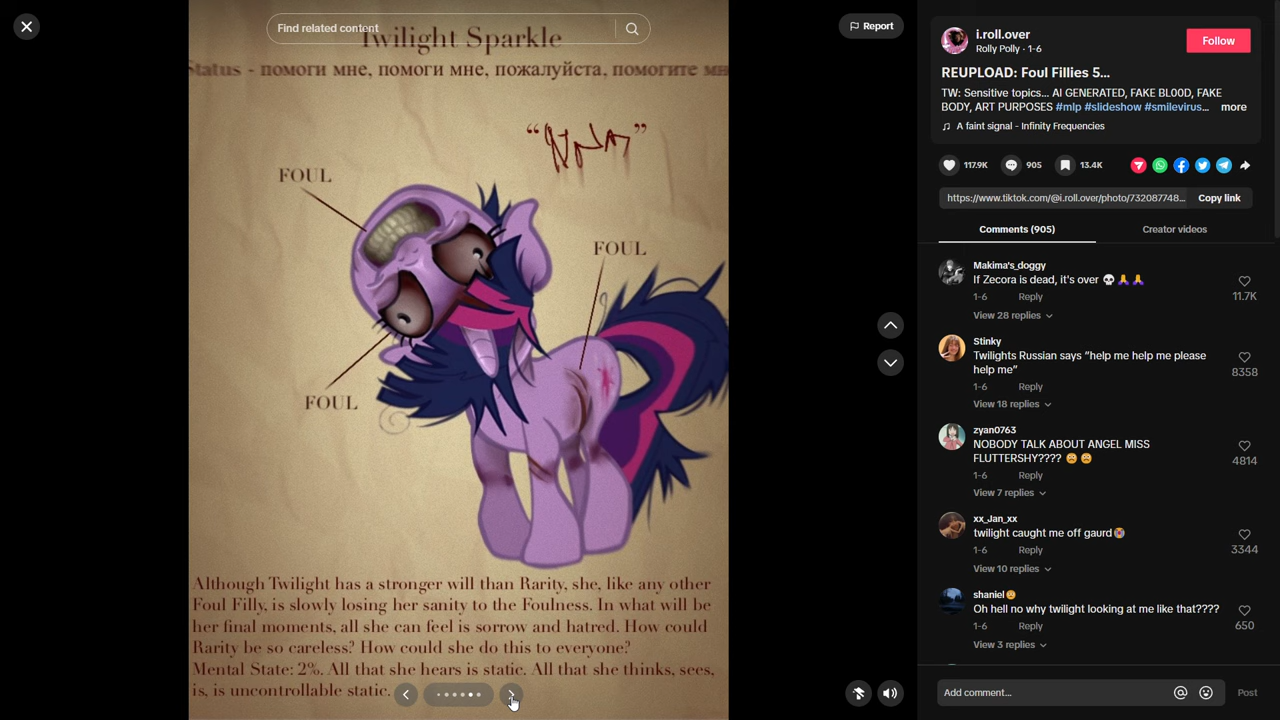 Find related content
Twilight Sparkle
Status - помоги мне, помоги мне, пожалуйста, помогите мн
FOUL
FOUL
FOUL
Although Twilight has a stronger will than Rarity, she, like any other
Foul Filly, is slowly losing her sanity to the Foulness. In what will be
her final moments, all she can feel is sorrow and hatred. How could
Rarity be so careless? How could she do this to everyone?
Mental State: 2%. All that she hears is static. All that she thinks, sees,
is, is uncontrollable static.
Report
i.roll.over
Rolly Polly · 1-6
Follow
REUPLOAD: Foul Fillies 5...
TW: Sensitive topics... AI GENERATED, FAKE BL00D, FAKE
BODY, ART PURPOSES #mlp #slideshow #smilevirus... more
A faint signal - Infinity Frequencies
117.9K 905 13.4K
https://www.tiktok.com/@i.roll.over/photo/732087748... Copy link
Comments (905) Creator videos
Makima's_doggy
If Zecora is dead, it's over 💀🙏🙏
1-6 Reply 11.7K
View 28 replies
Stinky
Twilights Russian says “help me help me please
help me”
8358
1-6 Reply
View 18 replies
zyan0763
NOBODY TALK ABOUT ANGEL MISS
FLUTTERSHY???? 😩😩
4814
1-6 Reply
View 7 replies
xx_Jan_xx
twilight caught me off gaurd😭
1-6 Reply 3344
View 10 replies
shaniel😩
Oh hell no why twilight looking at me like that????
1-6 Reply 650
View 3 replies
Add comment... Post